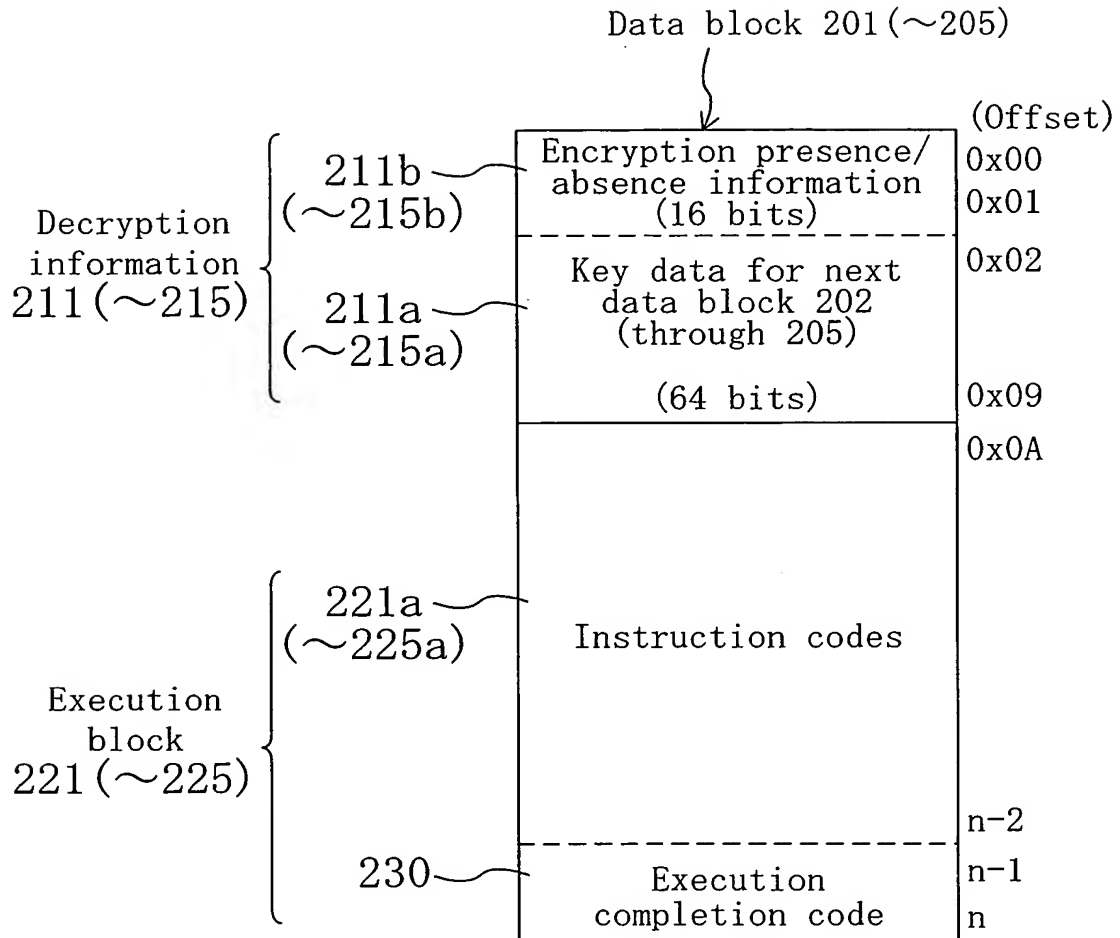 Data block 201(~205)
(Offset)
211b
(~215b)
Encryption presence/
absence information
(16 bits)
0x00
0x01
Decryption
information
211(~215)
211a
(~215a)
Key data for next
data block 202
(through 205)
(64 bits)
0x02
0x09
0x0A
221a
(~225a)
Instruction codes
Execution
block
221(~225)
n-2
230
Execution
completion code
n-1
n